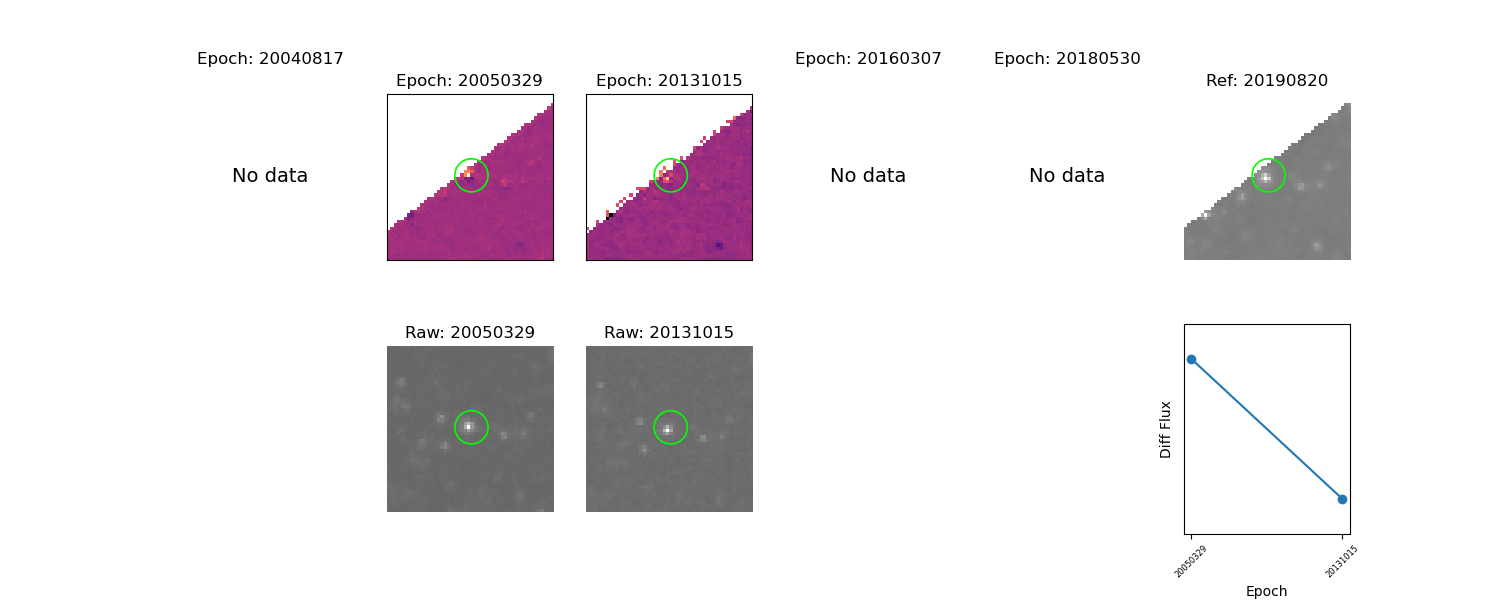 Epoch: 20040817
Epoch: 20160307
Epoch: 20180530
Epoch: 20050329
Epoch: 20131015
Ref: 20190820
No data
No data
No data
Raw: 20050329
Raw: 20131015
Diff Flux
20050329
20131015
Epoch